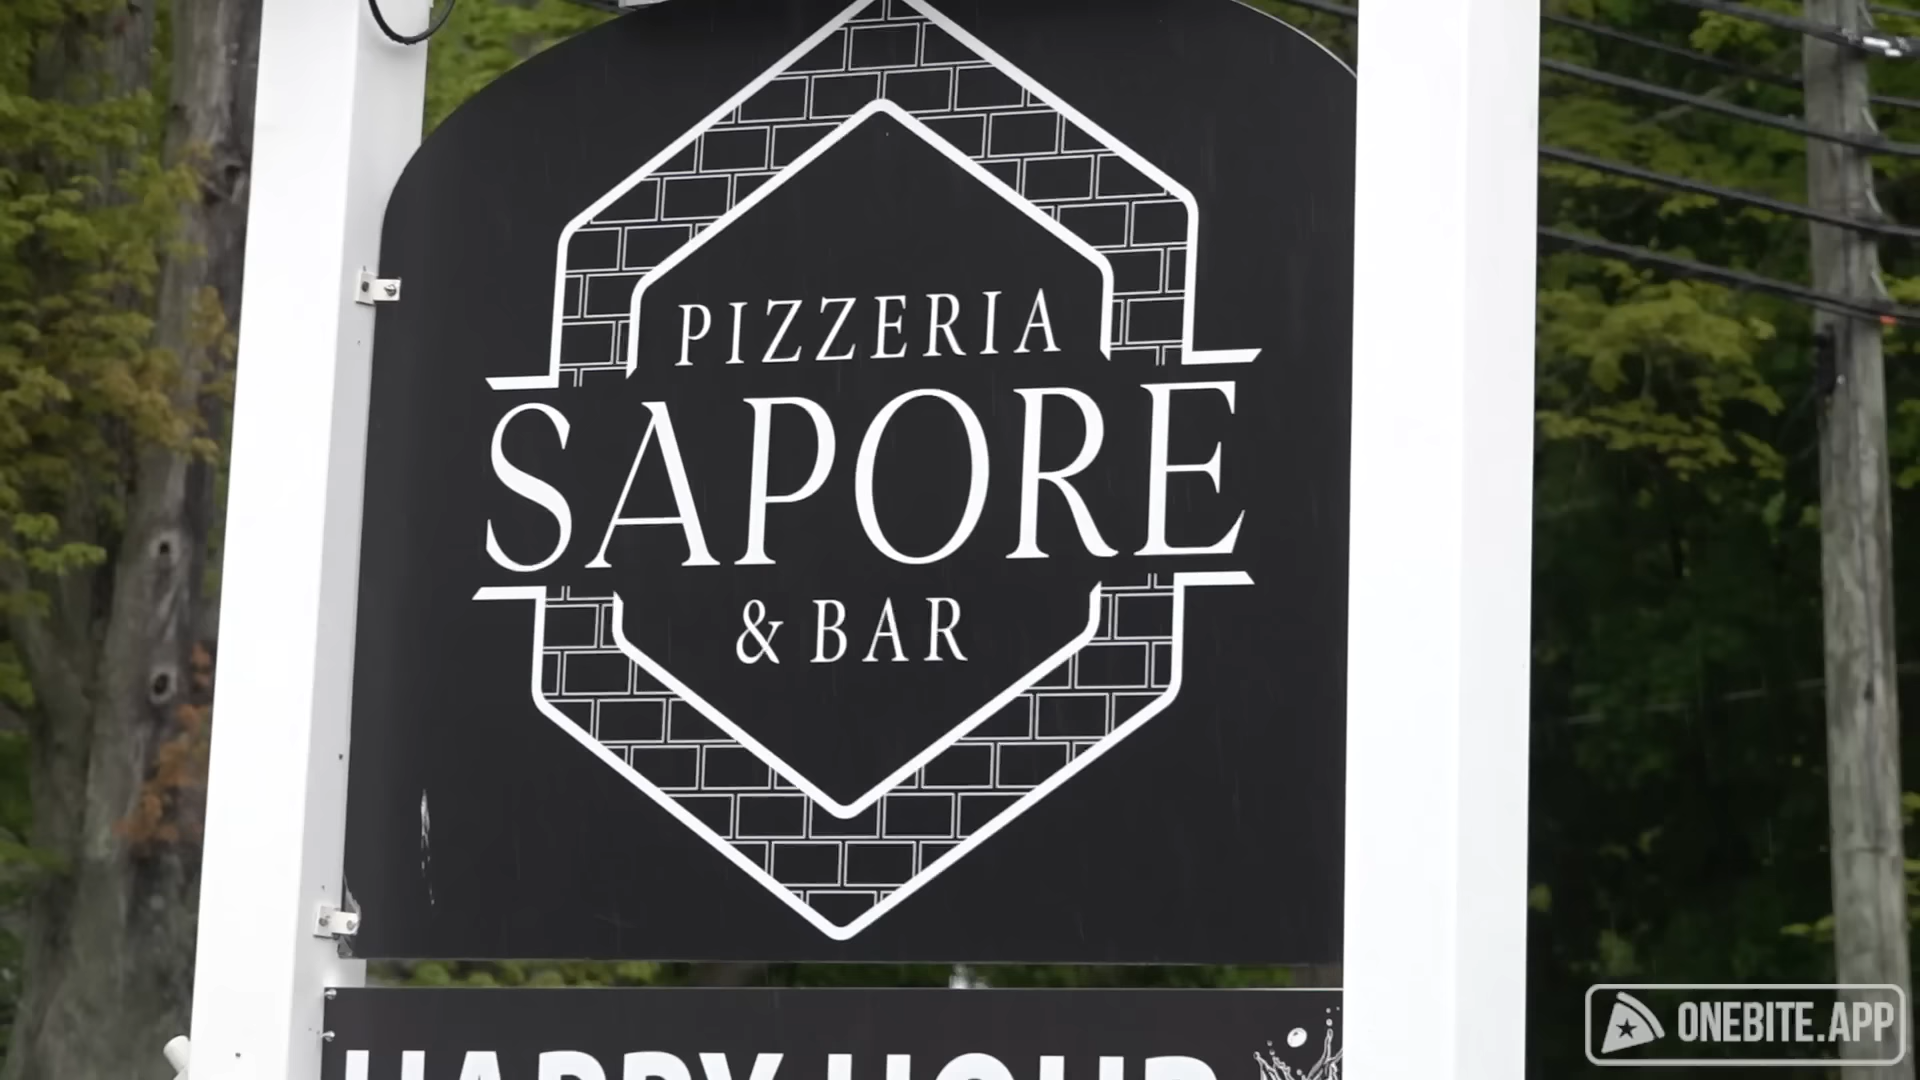 PIZZERIA
SAPORE
& BAR
HAPPY HOUR
ONEBITE.APP